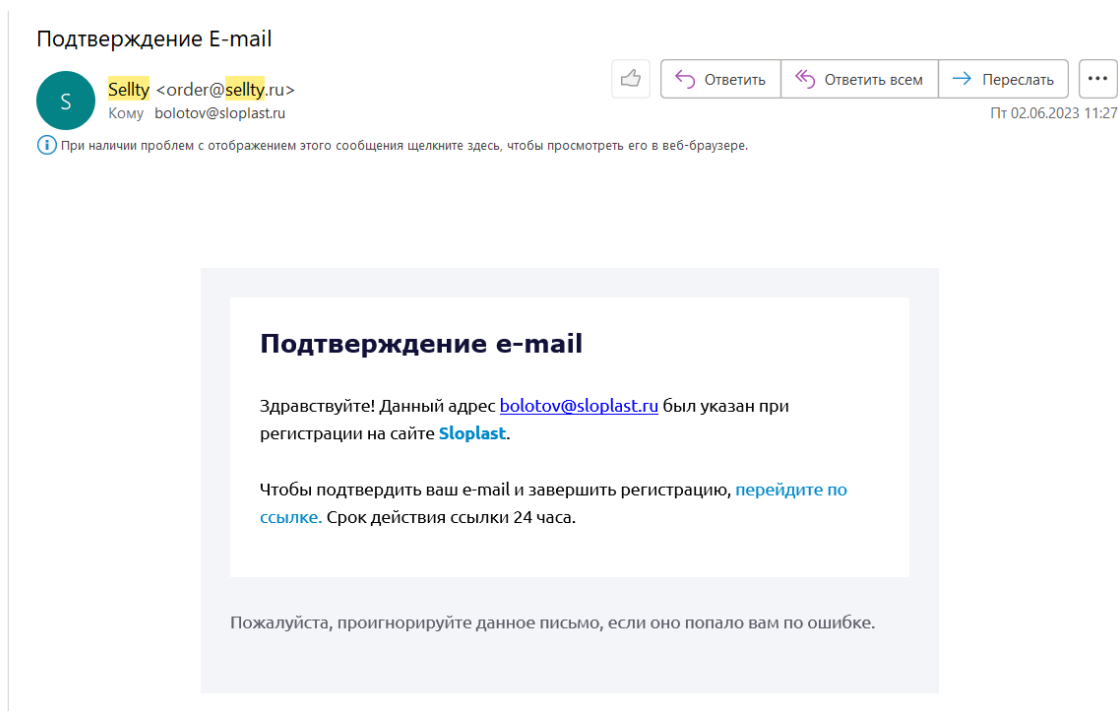 Подтверждение E-mail
S
Sellty <order@sellty.ru>
Кому bolotov@sloplast.ru
Ответить
Ответить всем
Переслать
Пт 02.06.2023 11:27
При наличии проблем с отображением этого сообщения щелкните здесь, чтобы просмотреть его в веб-браузере.
Подтверждение e-mail
Здравствуйте! Данный адрес bolotov@sloplast.ru был указан при
регистрации на сайте Sloplast.
Чтобы подтвердить ваш e-mail и завершить регистрацию, перейдите по
ссылке. Срок действия ссылки 24 часа.
Пожалуйста, проигнорируйте данное письмо, если оно попало вам по ошибке.